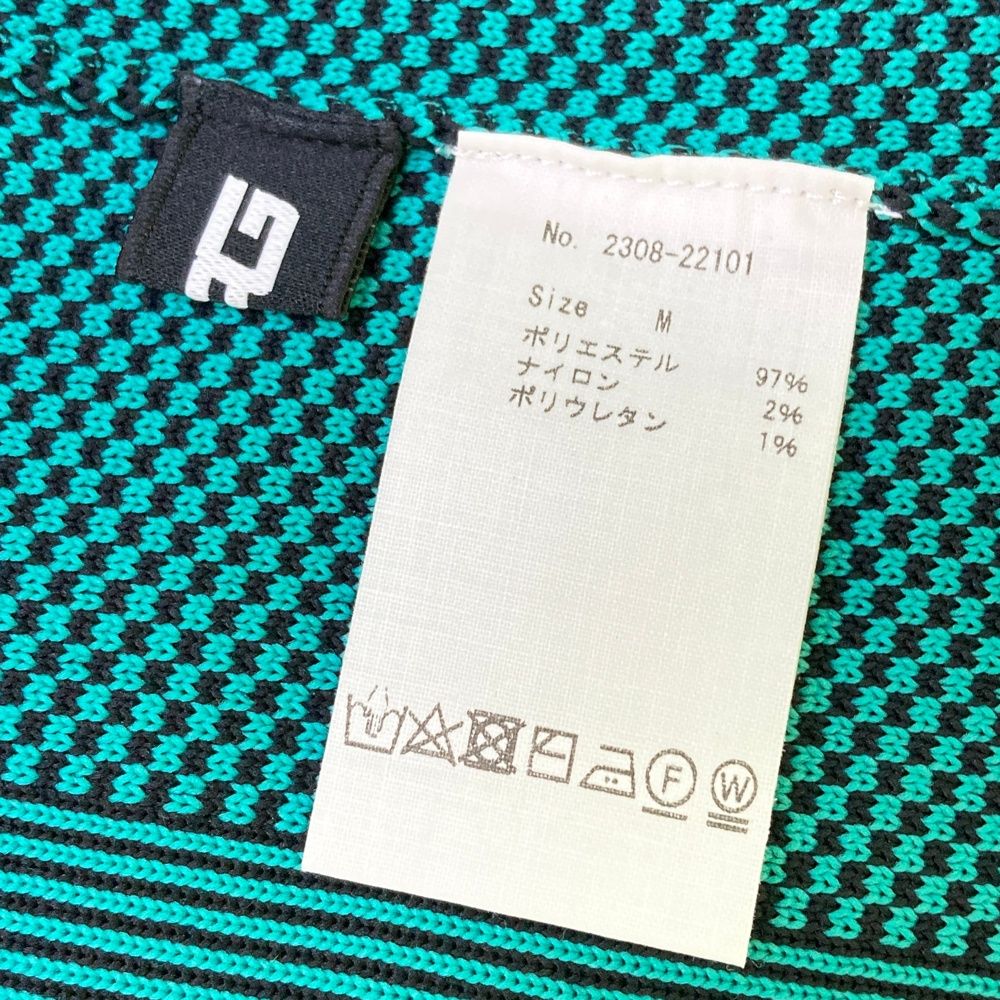 No. 2308-22101
Size M
ポリエステル 97%
ナイロン 2%
ポリウレタン 1%
F
W